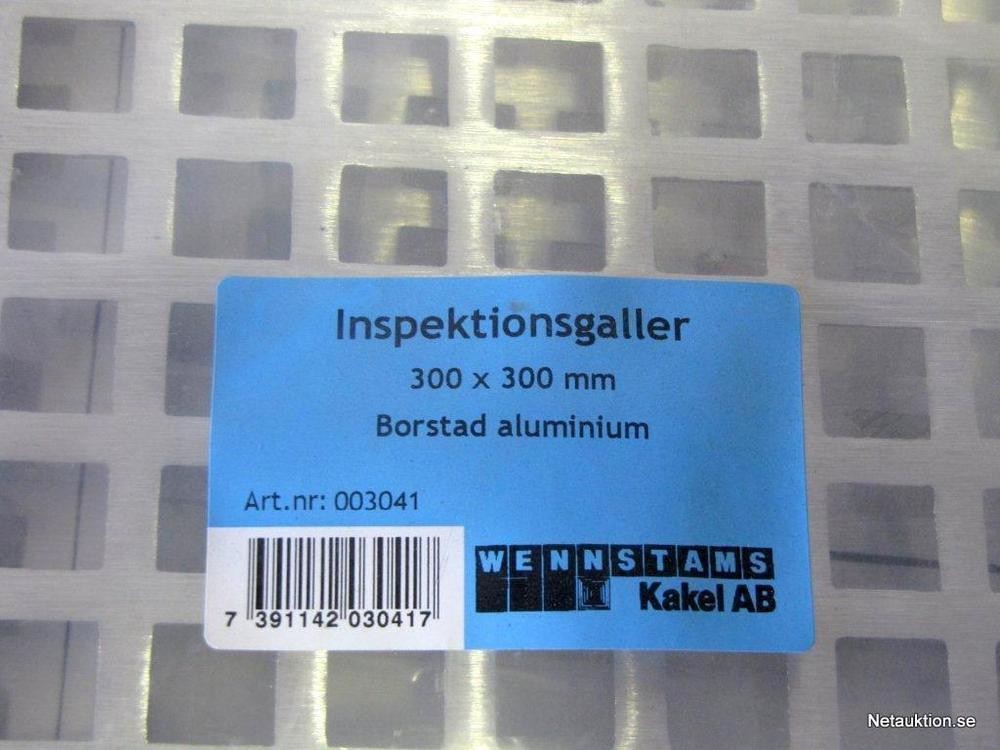 Inspektionsgaller
300 x 300 mm
Borstad aluminium
Art.nr: 003041
7 391142 030417
WENNSTAMS
Kakel AB
Netauktion.se